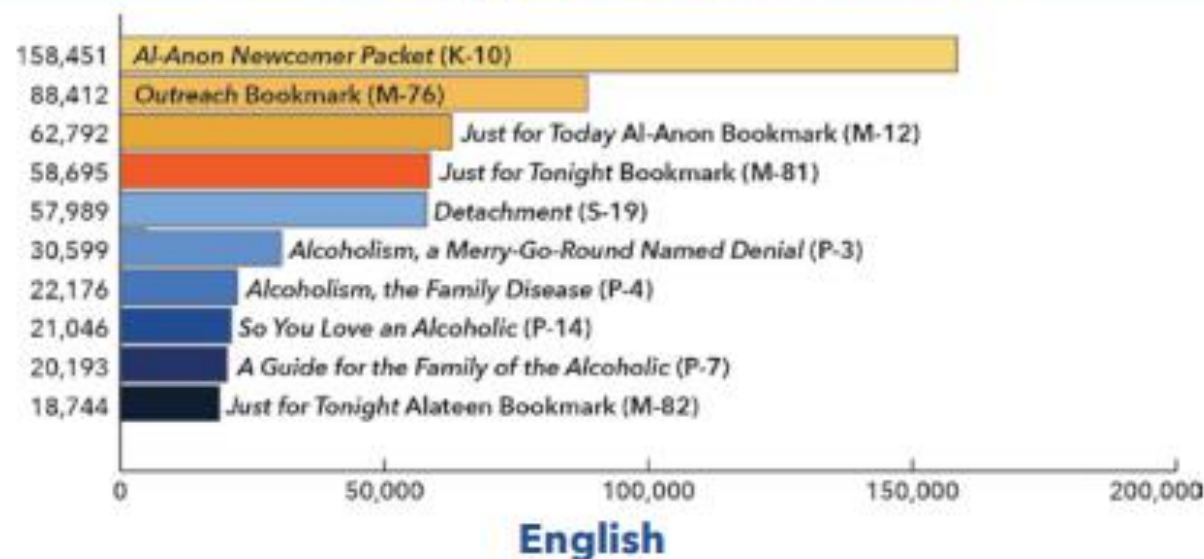 158,451 Al-Anon Newcomer Packet (K-10)
88,412 Outreach Bookmark (M-76)
62,792 Just for Today Al-Anon Bookmark (M-12)
58,695 Just for Tonight Bookmark (M-81)
57,989 Detachment (S-19)
30,599 Alcoholism, a Merry-Go-Round Named Denial (P-3)
22,176 Alcoholism, the Family Disease (P-4)
21,046 So You Love an Alcoholic (P-14)
20,193 A Guide for the Family of the Alcoholic (P-7)
18,744 Just for Tonight Alateen Bookmark (M-82)
0 50,000 100,000 150,000 200,000
English